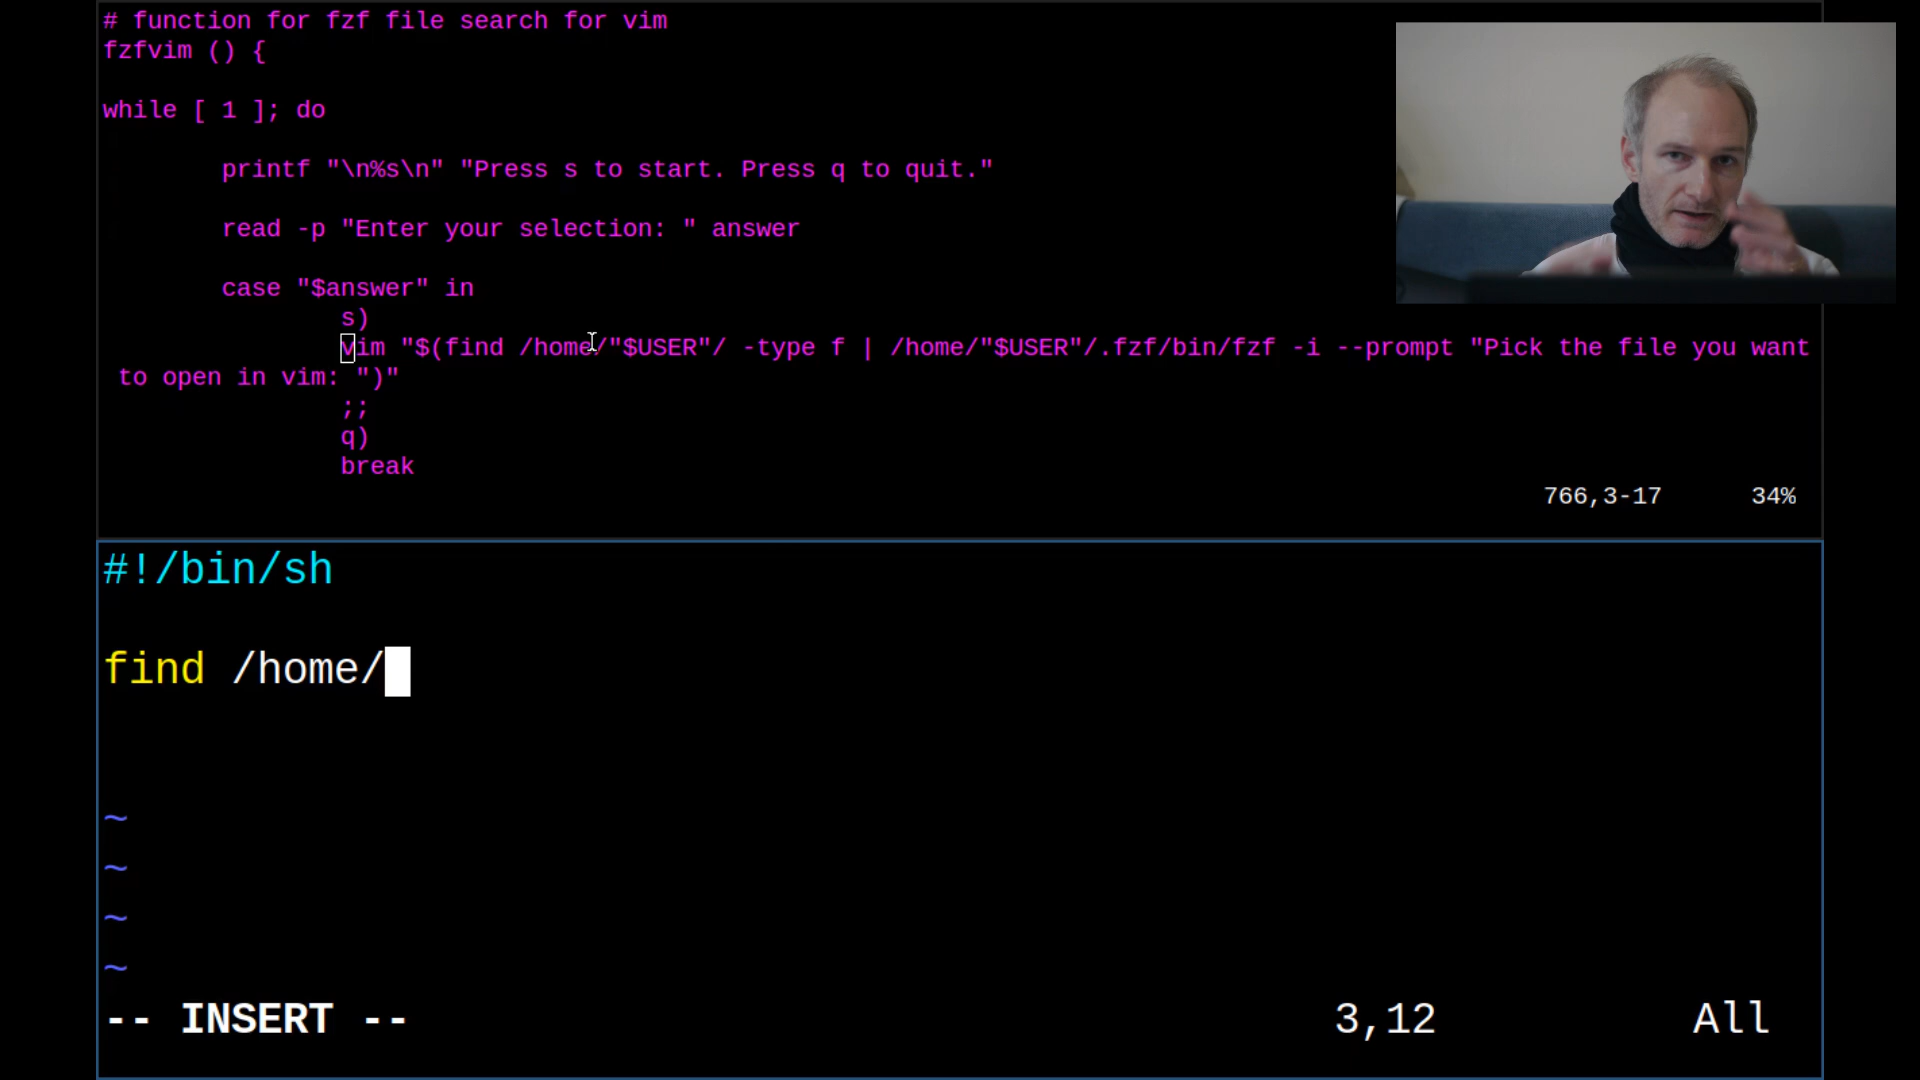 # function for fzf file search for vim
fzfvim () {
while [ 1 ]; do
printf "\n%s\n" "Press s to start. Press q to quit."
read -p "Enter your selection: " answer
case "$answer" in
s)
vim "$(find /home/"$USER"/ -type f | /home/"$USER"/.fzf/bin/fzf -i --prompt "Pick the file you want
to open in vim: ")"
;;
q)
break
766,3-17 34%
#!/bin/sh
find /home/
~
~
~
~
-- INSERT -- 3,12 All